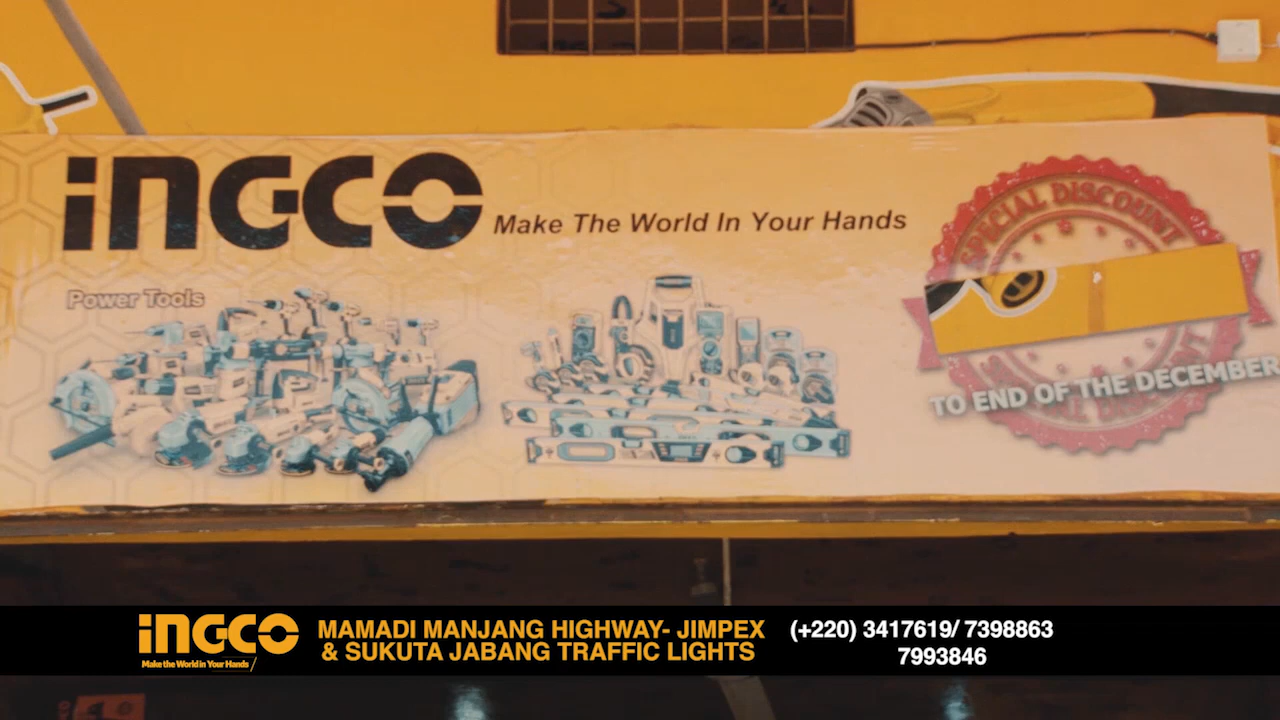 INGCO
Make The World In Your Hands
Power Tools
SPECIAL DISCOUNT
TO END OF THE DECEMBER
INGCO
Make the World in Your Hands
MAMADI MANJANG HIGHWAY- JIMPEX
& SUKUTA JABANG TRAFFIC LIGHTS
(+220) 3417619/ 7398863
7993846